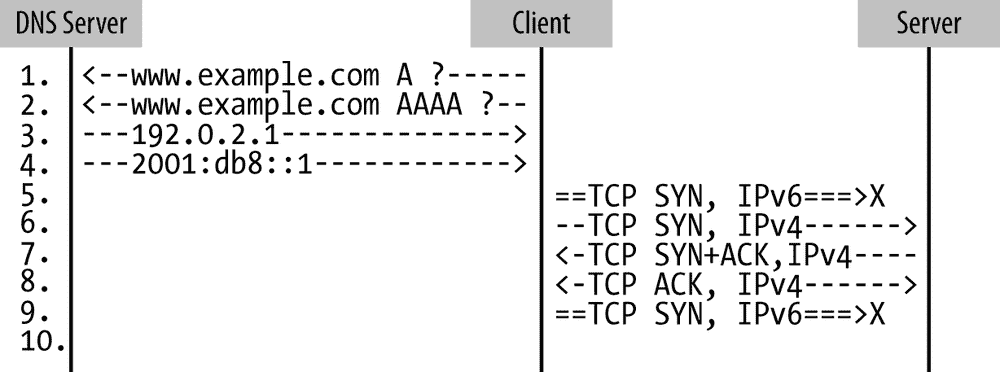 DNS Server Client Server
1. <--www.example.com A ?-----
2. <--www.example.com AAAA ?--
3. ---192.0.2.1-------------->
4. ---2001:db8::1------------>
5. ==TCP SYN, IPv6===>X
6. --TCP SYN, IPv4------>
7. <-TCP SYN+ACK,IPv4----
8. <-TCP ACK, IPv4------>
9. ==TCP SYN, IPv6===>X
10.